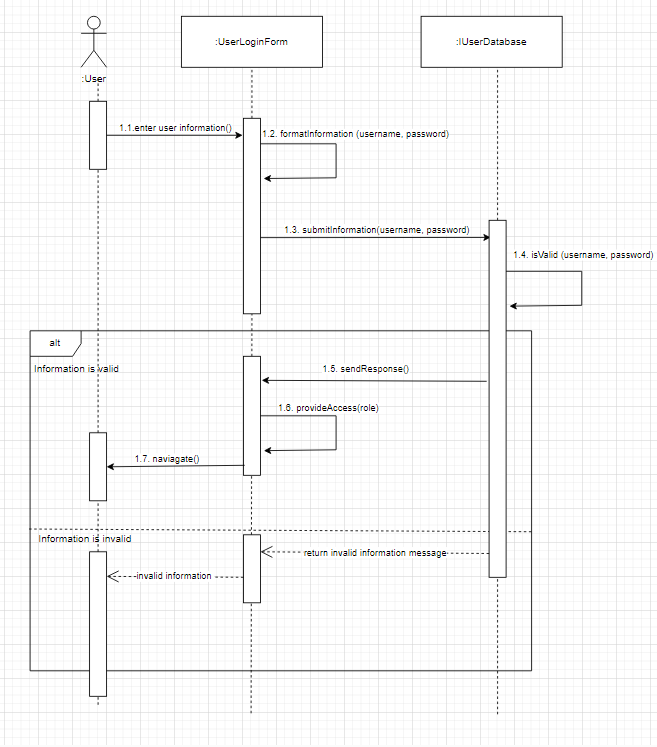 :UserLoginForm
:IUserDatabase
:User
1.1.enter user information()
1.2. formatInformation (username, password)
1.3. submitInformation(username, password)
1.4. isValid (username, password)
alt
Information is valid
1.5. sendResponse()
1.6. provideAccess(role)
1.7. naviagate()
Information is invalid
return invalid information message
invalid information